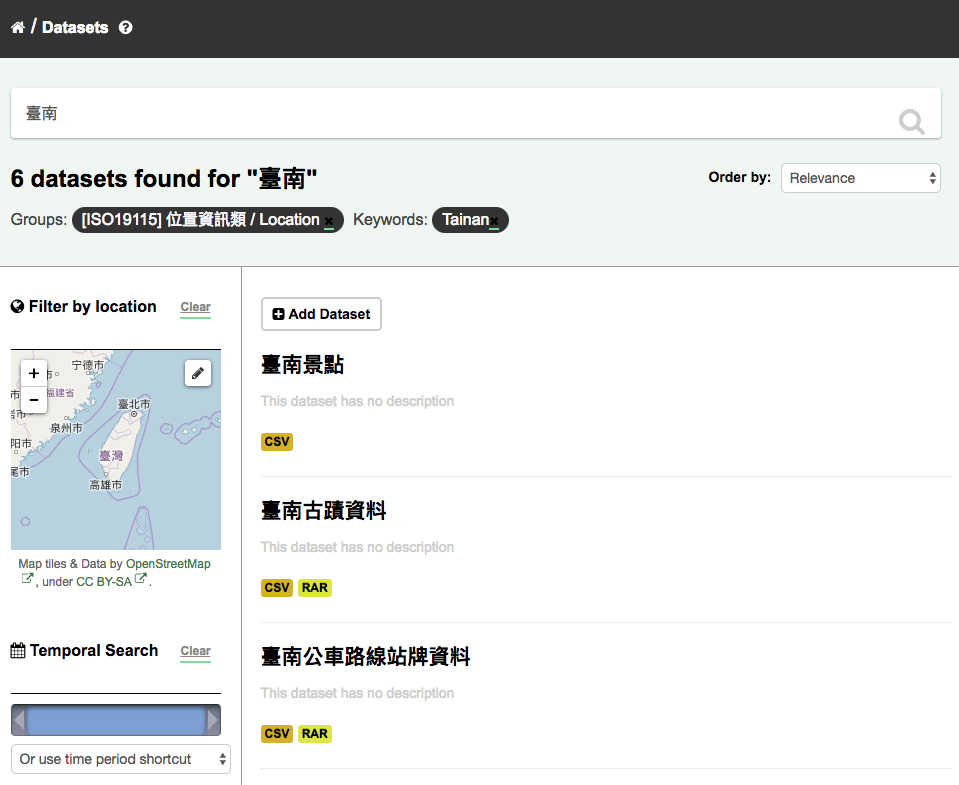 / Datasets
臺南
6 datasets found for "臺南"
Order by: Relevance
Groups: [ISO19115] 位置資訊類 / Location × Keywords: Tainan ×
Filter by location Clear
+
−
宁德市
福建省
臺北市
泉州市
臺灣
高雄市
Map tiles & Data by OpenStreetMap
, under CC BY-SA .
Temporal Search Clear
Or use time period shortcut
Add Dataset
臺南景點
This dataset has no description
CSV
臺南古蹟資料
This dataset has no description
CSV RAR
臺南公車路線站牌資料
This dataset has no description
CSV RAR